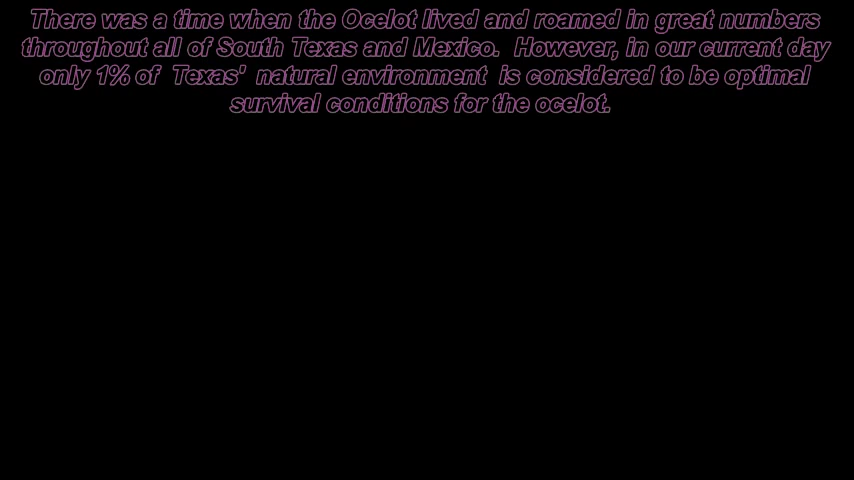 There was a time when the Ocelot lived and roamed in great numbers
throughout all of South Texas and Mexico.  However, in our current day
only 1% of  Texas'  natural environment  is considered to be optimal
survival conditions for the ocelot.